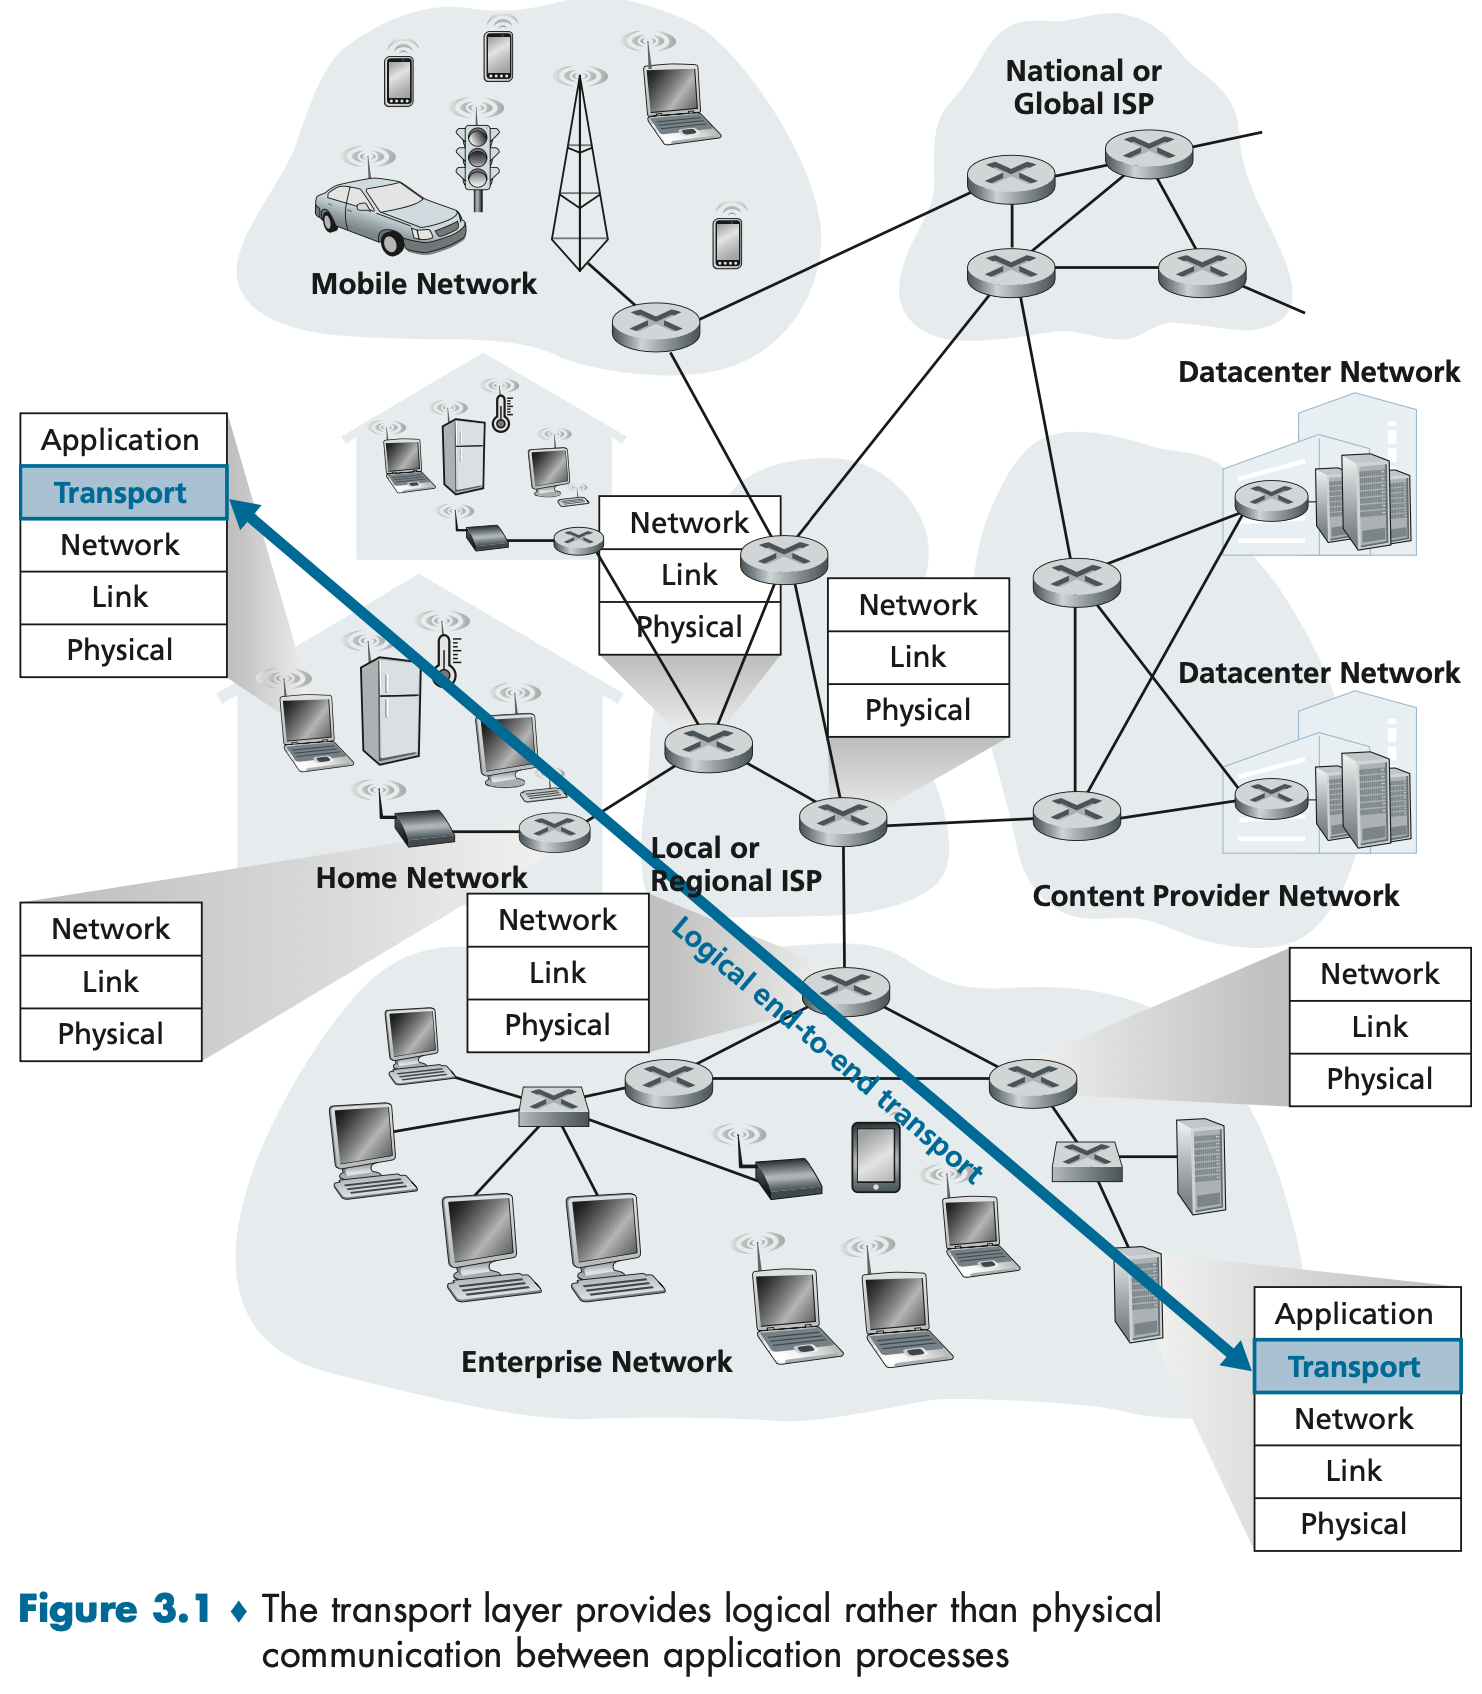 National or
Global ISP
Mobile Network
Datacenter Network
Application
Transport
Network
Link
Physical
Network
Link
Physical
Network
Link
Physical
Datacenter Network
Local or
Regional ISP
Home Network
Content Provider Network
Network
Link
Physical
Network
Link
Physical
Logical end-to-end transport
Network
Link
Physical
Enterprise Network
Application
Transport
Network
Link
Physical
Figure 3.1 ♦ The transport layer provides logical rather than physical
communication between application processes